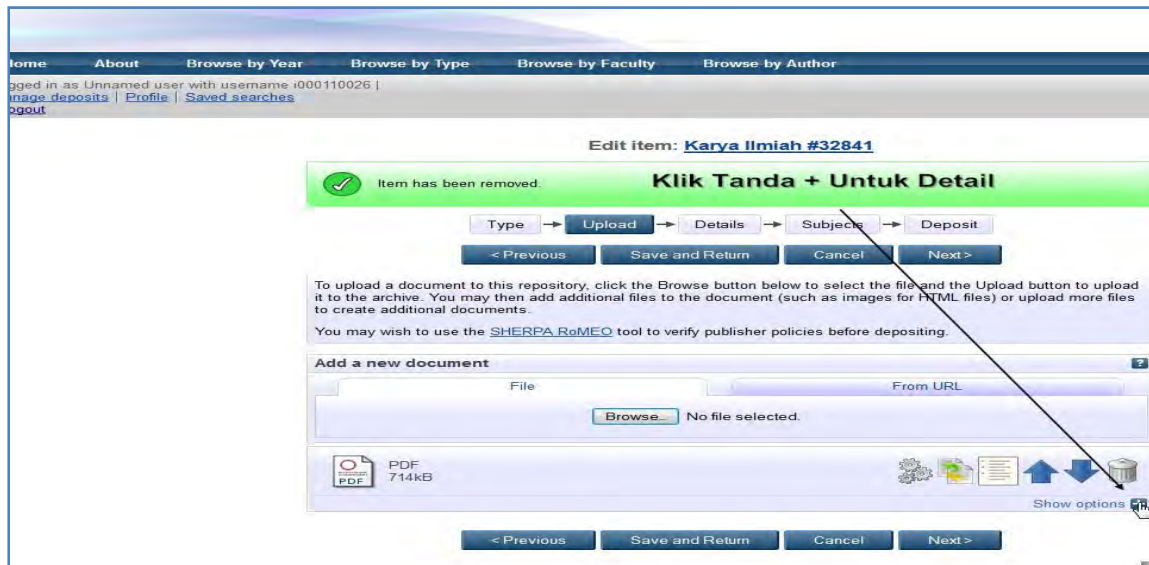 ome About Browse by Year Browse by Type Browse by Faculty Browse by Author
gged in as Unnamed user with username i000110026 |
nage deposits | Profile | Saved searches
ogout
Edit item: Karya Ilmiah #32841
Item has been removed. Klik Tanda + Untuk Detail
Type Upload Details Subjects Deposit
< Previous Save and Return Cancel Next >
To upload a document to this repository, click the Browse button below to select the file and the Upload button to upload
it to the archive. You may then add additional files to the document (such as images for HTML files) or upload more files
to create additional documents.
You may wish to use the SHERPA RoMEO tool to verify publisher policies before depositing.
Add a new document ?
File From URL
Browse... No file selected.
PDF
PDF
714kB
Show options
< Previous Save and Return Cancel Next >